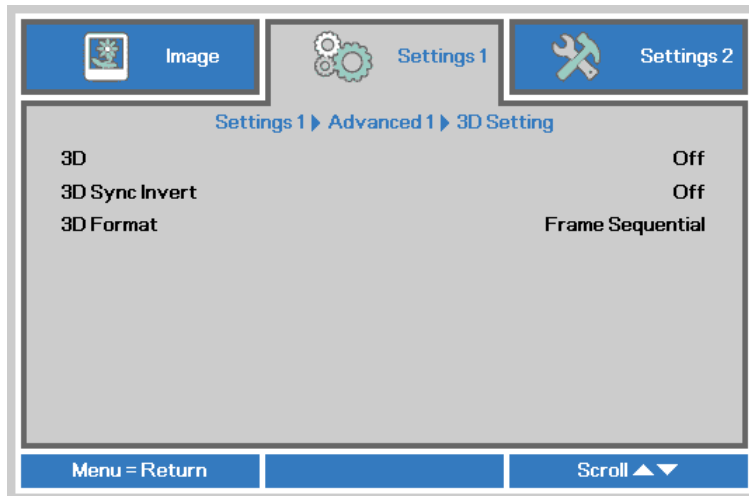 Image Settings 1 Settings 2
Settings 1 ▶ Advanced 1 ▶ 3D Setting
3D Off
3D Sync Invert Off
3D Format Frame Sequential
Menu = Return Scroll ▲▼